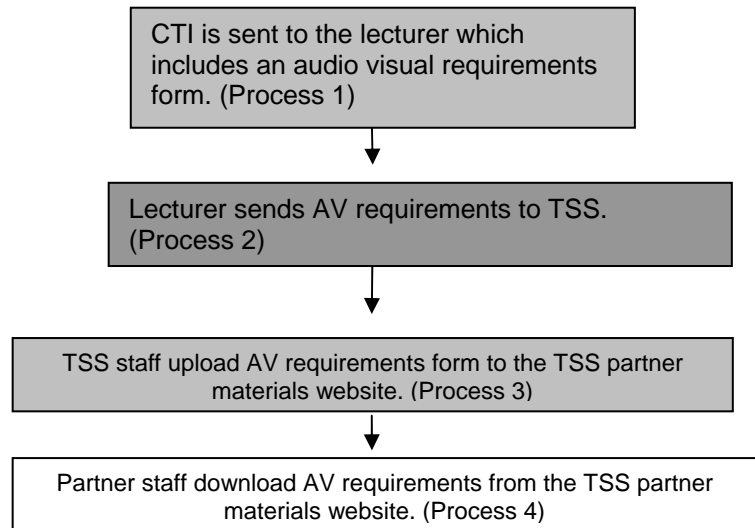 CTI is sent to the lecturer which
includes an audio visual requirements
form. (Process 1)
Lecturer sends AV requirements to TSS.
(Process 2)
TSS staff upload AV requirements form to the TSS partner
materials website. (Process 3)
Partner staff download AV requirements from the TSS partner
materials website. (Process 4)